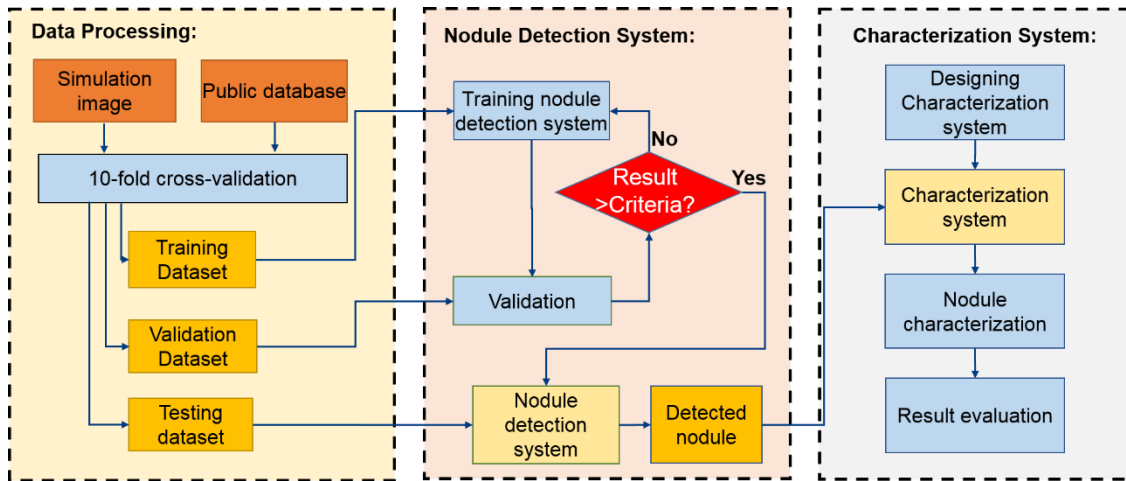 Data Processing:
Simulation
image
Public database
10-fold cross-validation
Training
Dataset
Validation
Dataset
Testing
dataset
Nodule Detection System:
Training nodule
detection system
No
Result
>Criteria?
Yes
Validation
Nodule
detection
system
Detected
nodule
Characterization System:
Designing
Characterization
system
Characterization
system
Nodule
characterization
Result evaluation